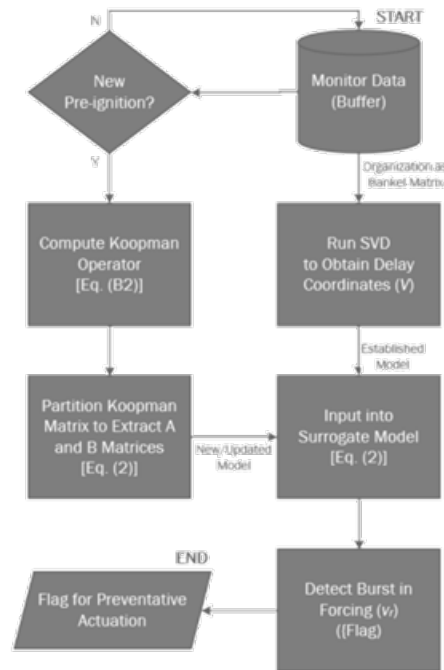 N
START
New
Pre-ignition?
Monitor Data
(Buffer)
Y
Organization as
Hankel Matrix
Compute Koopman
Operator
[Eq. (B2)]
Run SVD
to Obtain Delay
Coordinates (V)
Established
Model
Partition Koopman
Matrix to Extract A
and B Matrices
[Eq. (2)]
New/Updated
Model
Input into
Surrogate Model
[Eq. (2)]
END
Flag for Preventative
Actuation
Detect Burst in
Forcing (vr)
((Flag)